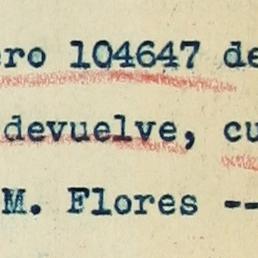 ero 104647 de
devuelve, cu
M. Flores --